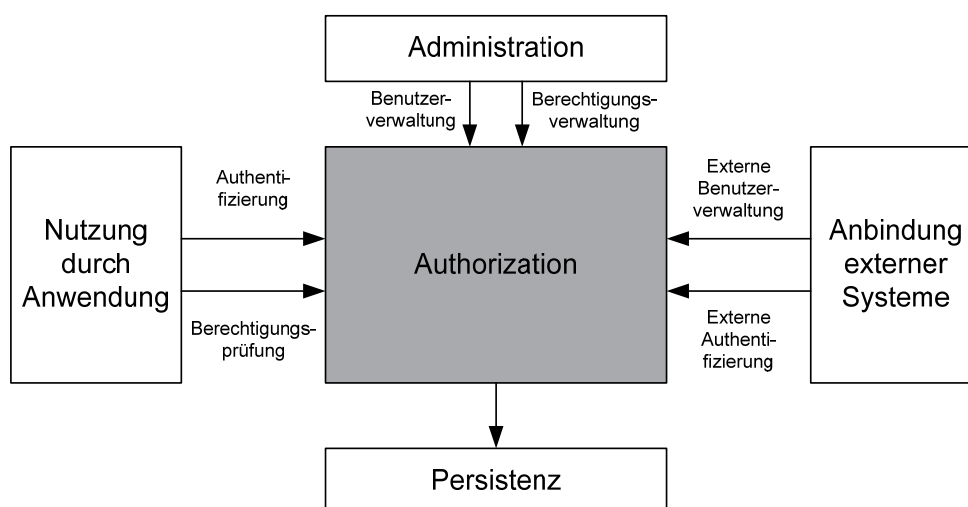 Administration
Benutzer-
verwaltung
Berechtigungs-
verwaltung
Nutzung
durch
Anwendung
Authenti-
fizierung
Berechtigungs-
prüfung
Authorization
Externe
Benutzer-
verwaltung
Externe
Authenti-
fizierung
Anbindung
externer
Systeme
Persistenz